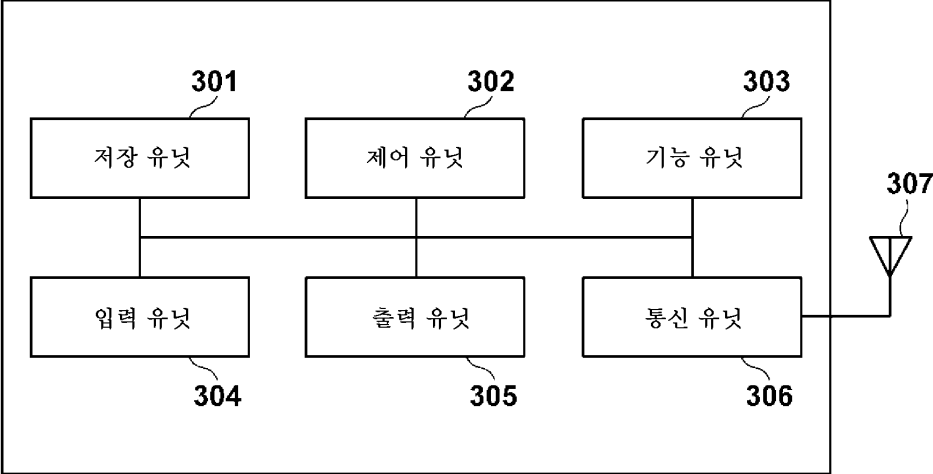 301
302
303
저장 유닛
제어 유닛
기능 유닛
307
입력 유닛
출력 유닛
통신 유닛
304
305
306